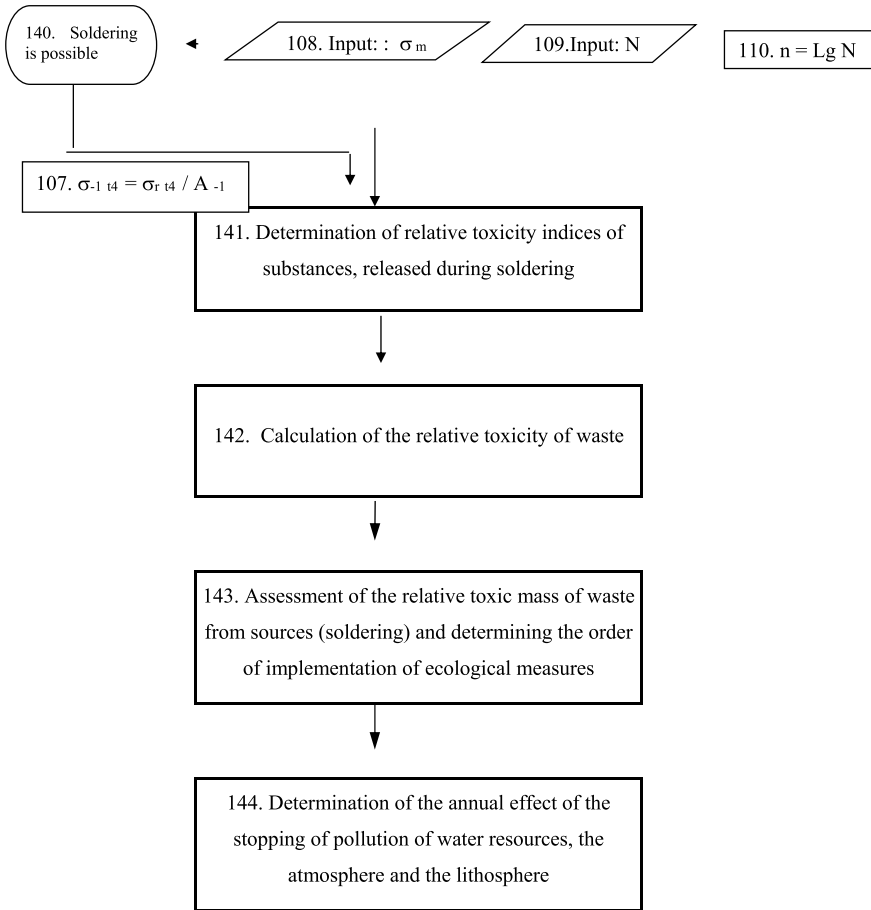 140. Soldering
is possible
108. Input: : σ m
109.Input: N
110. n = Lg N
107. σ-1 t4 = σr t4 / A -1
141. Determination of relative toxicity indices of
substances, released during soldering
142. Calculation of the relative toxicity of waste
143. Assessment of the relative toxic mass of waste
from sources (soldering) and determining the order
of implementation of ecological measures
144. Determination of the annual effect of the
stopping of pollution of water resources, the
atmosphere and the lithosphere